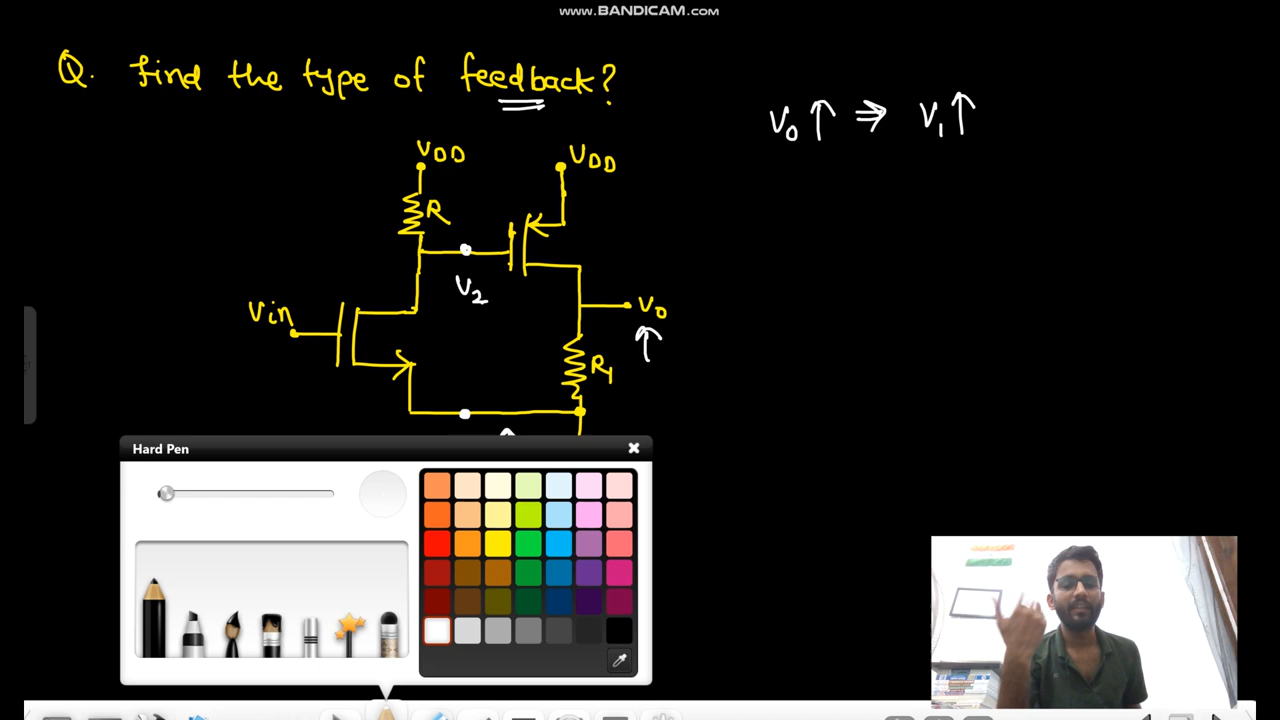 WWW.BANDICAM.COM
Q. Find the type of feedback?
V0 ↑ ⇒ V1 ↑
VDD
VDD
R
V2
Vin
V0
↑
R1
Hard Pen